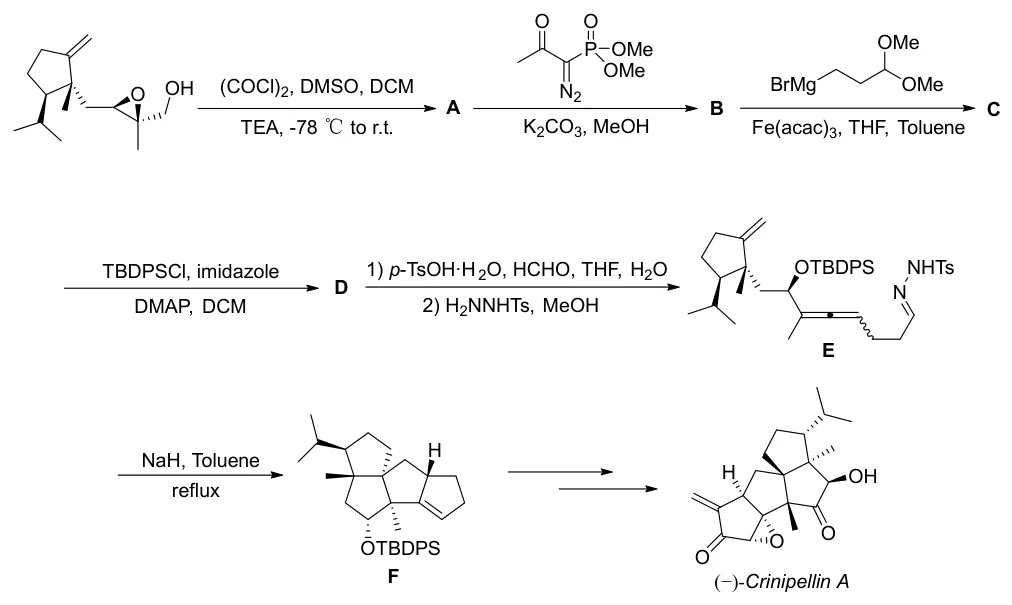 O
O
P
OMe
OMe
N2
OMe
OMe
BrMg
O
OH
(COCl)2, DMSO, DCM
TEA, -78 ℃ to r.t.
A
K2CO3, MeOH
B
Fe(acac)3, THF, Toluene
C
TBDPSCl, imidazole
DMAP, DCM
D
1) p-TsOH·H2O, HCHO, THF, H2O
2) H2NNHTs, MeOH
OTBDPS
N
NHTs
E
NaH, Toluene
reflux
H
OTBDPS
F
H
OH
O
O
O
(−)-Crinipellin A